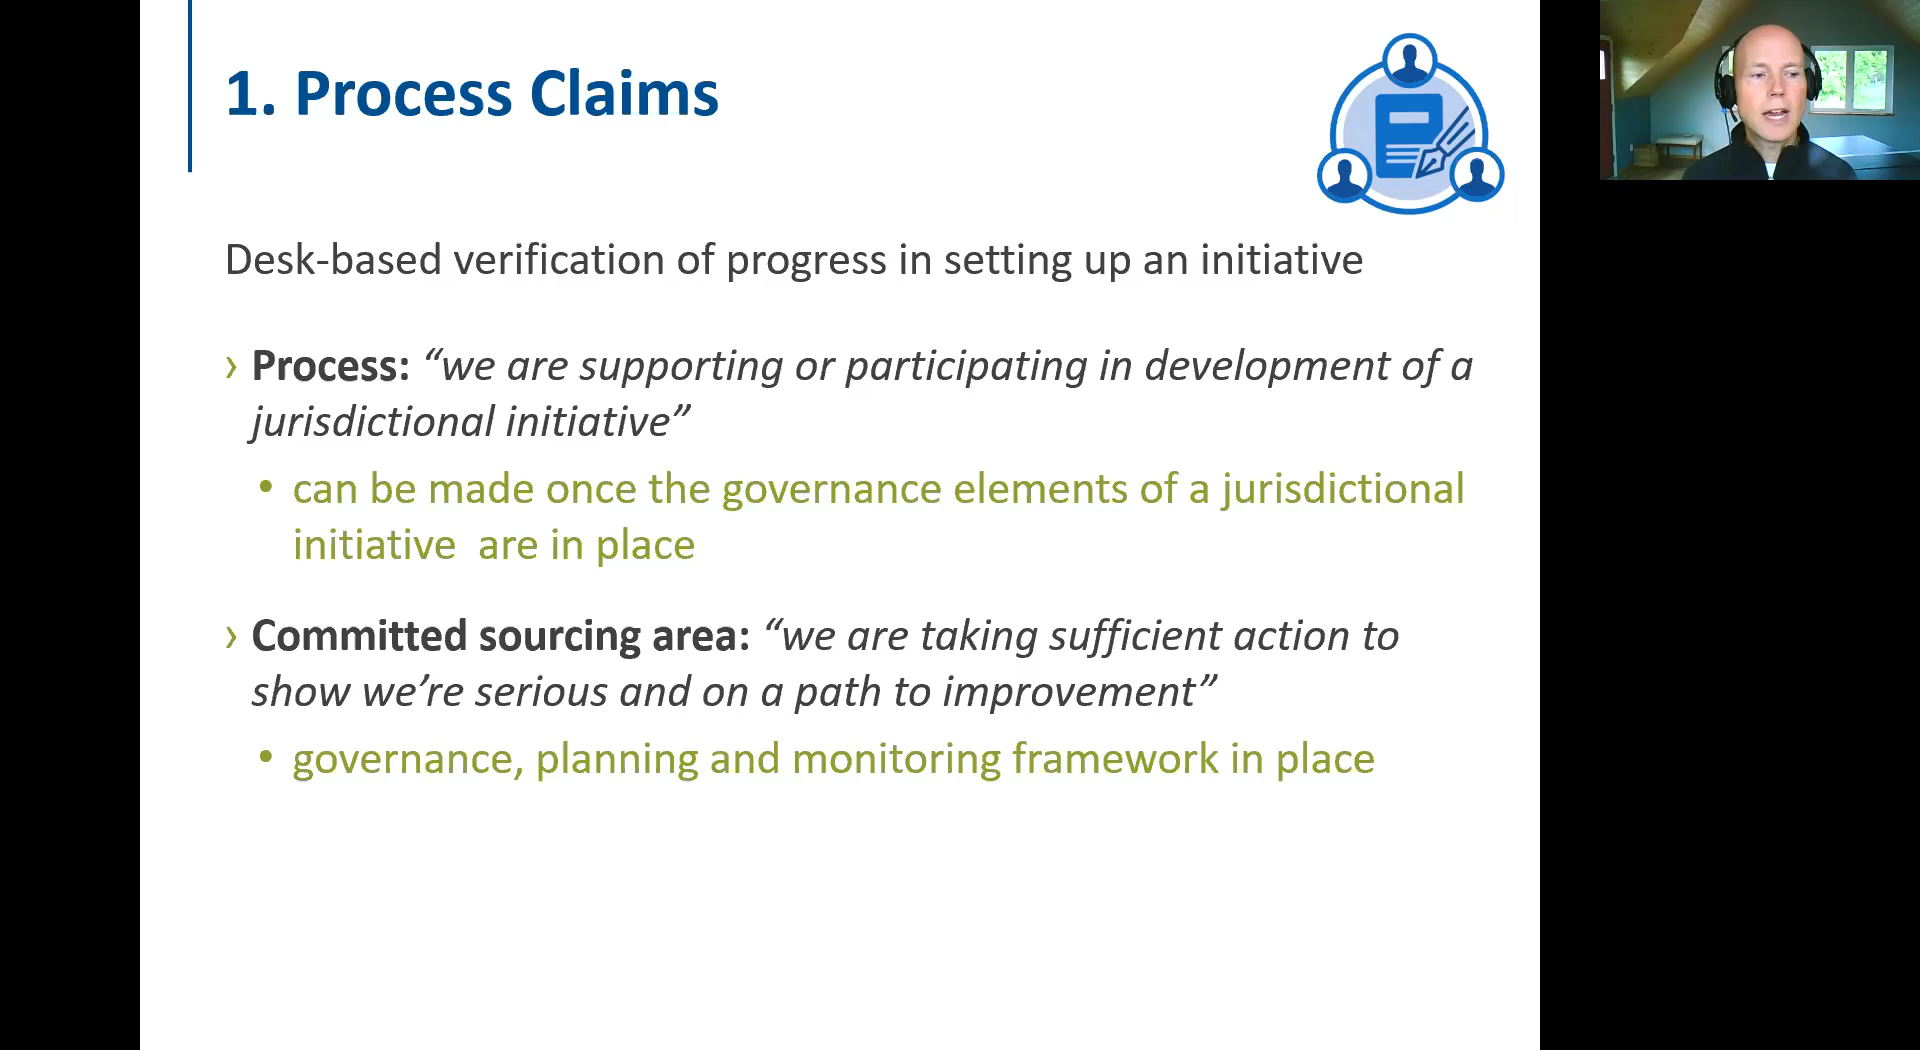 1. Process Claims
Desk-based verification of progress in setting up an initiative
› Process: “we are supporting or participating in development of a
jurisdictional initiative”
• can be made once the governance elements of a jurisdictional
initiative  are in place
› Committed sourcing area: “we are taking sufficient action to
show we’re serious and on a path to improvement”
• governance, planning and monitoring framework in place